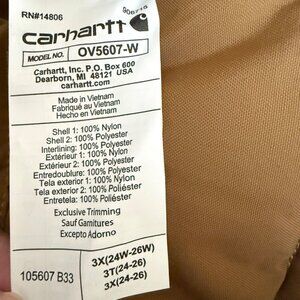 RN#14806
carhartt
MODEL NO. OV5607-W
Carhartt, Inc. P.O. Box 600
Dearborn, MI 48121 USA
carhartt.com
Made in Vietnam
Fabriqué au Vietnam
Hecho en Vietnam
Shell 1: 100% Nylon
Shell 2: 100% Polyester
Interlining: 100% Polyester
Extérieur 1: 100% Nylon
Extérieur 2: 100% Polyester
Entredoublure: 100% Polyester
Tela exterior 1: 100% Nylon
Tela exterior 2: 100% Poliéster
Entretela: 100% Poliéster
Exclusive Trimming
Sauf Garnitures
Excepto Adorno
105607 B33
3X(24W-26W)
3T(24-26)
3X(24-26)